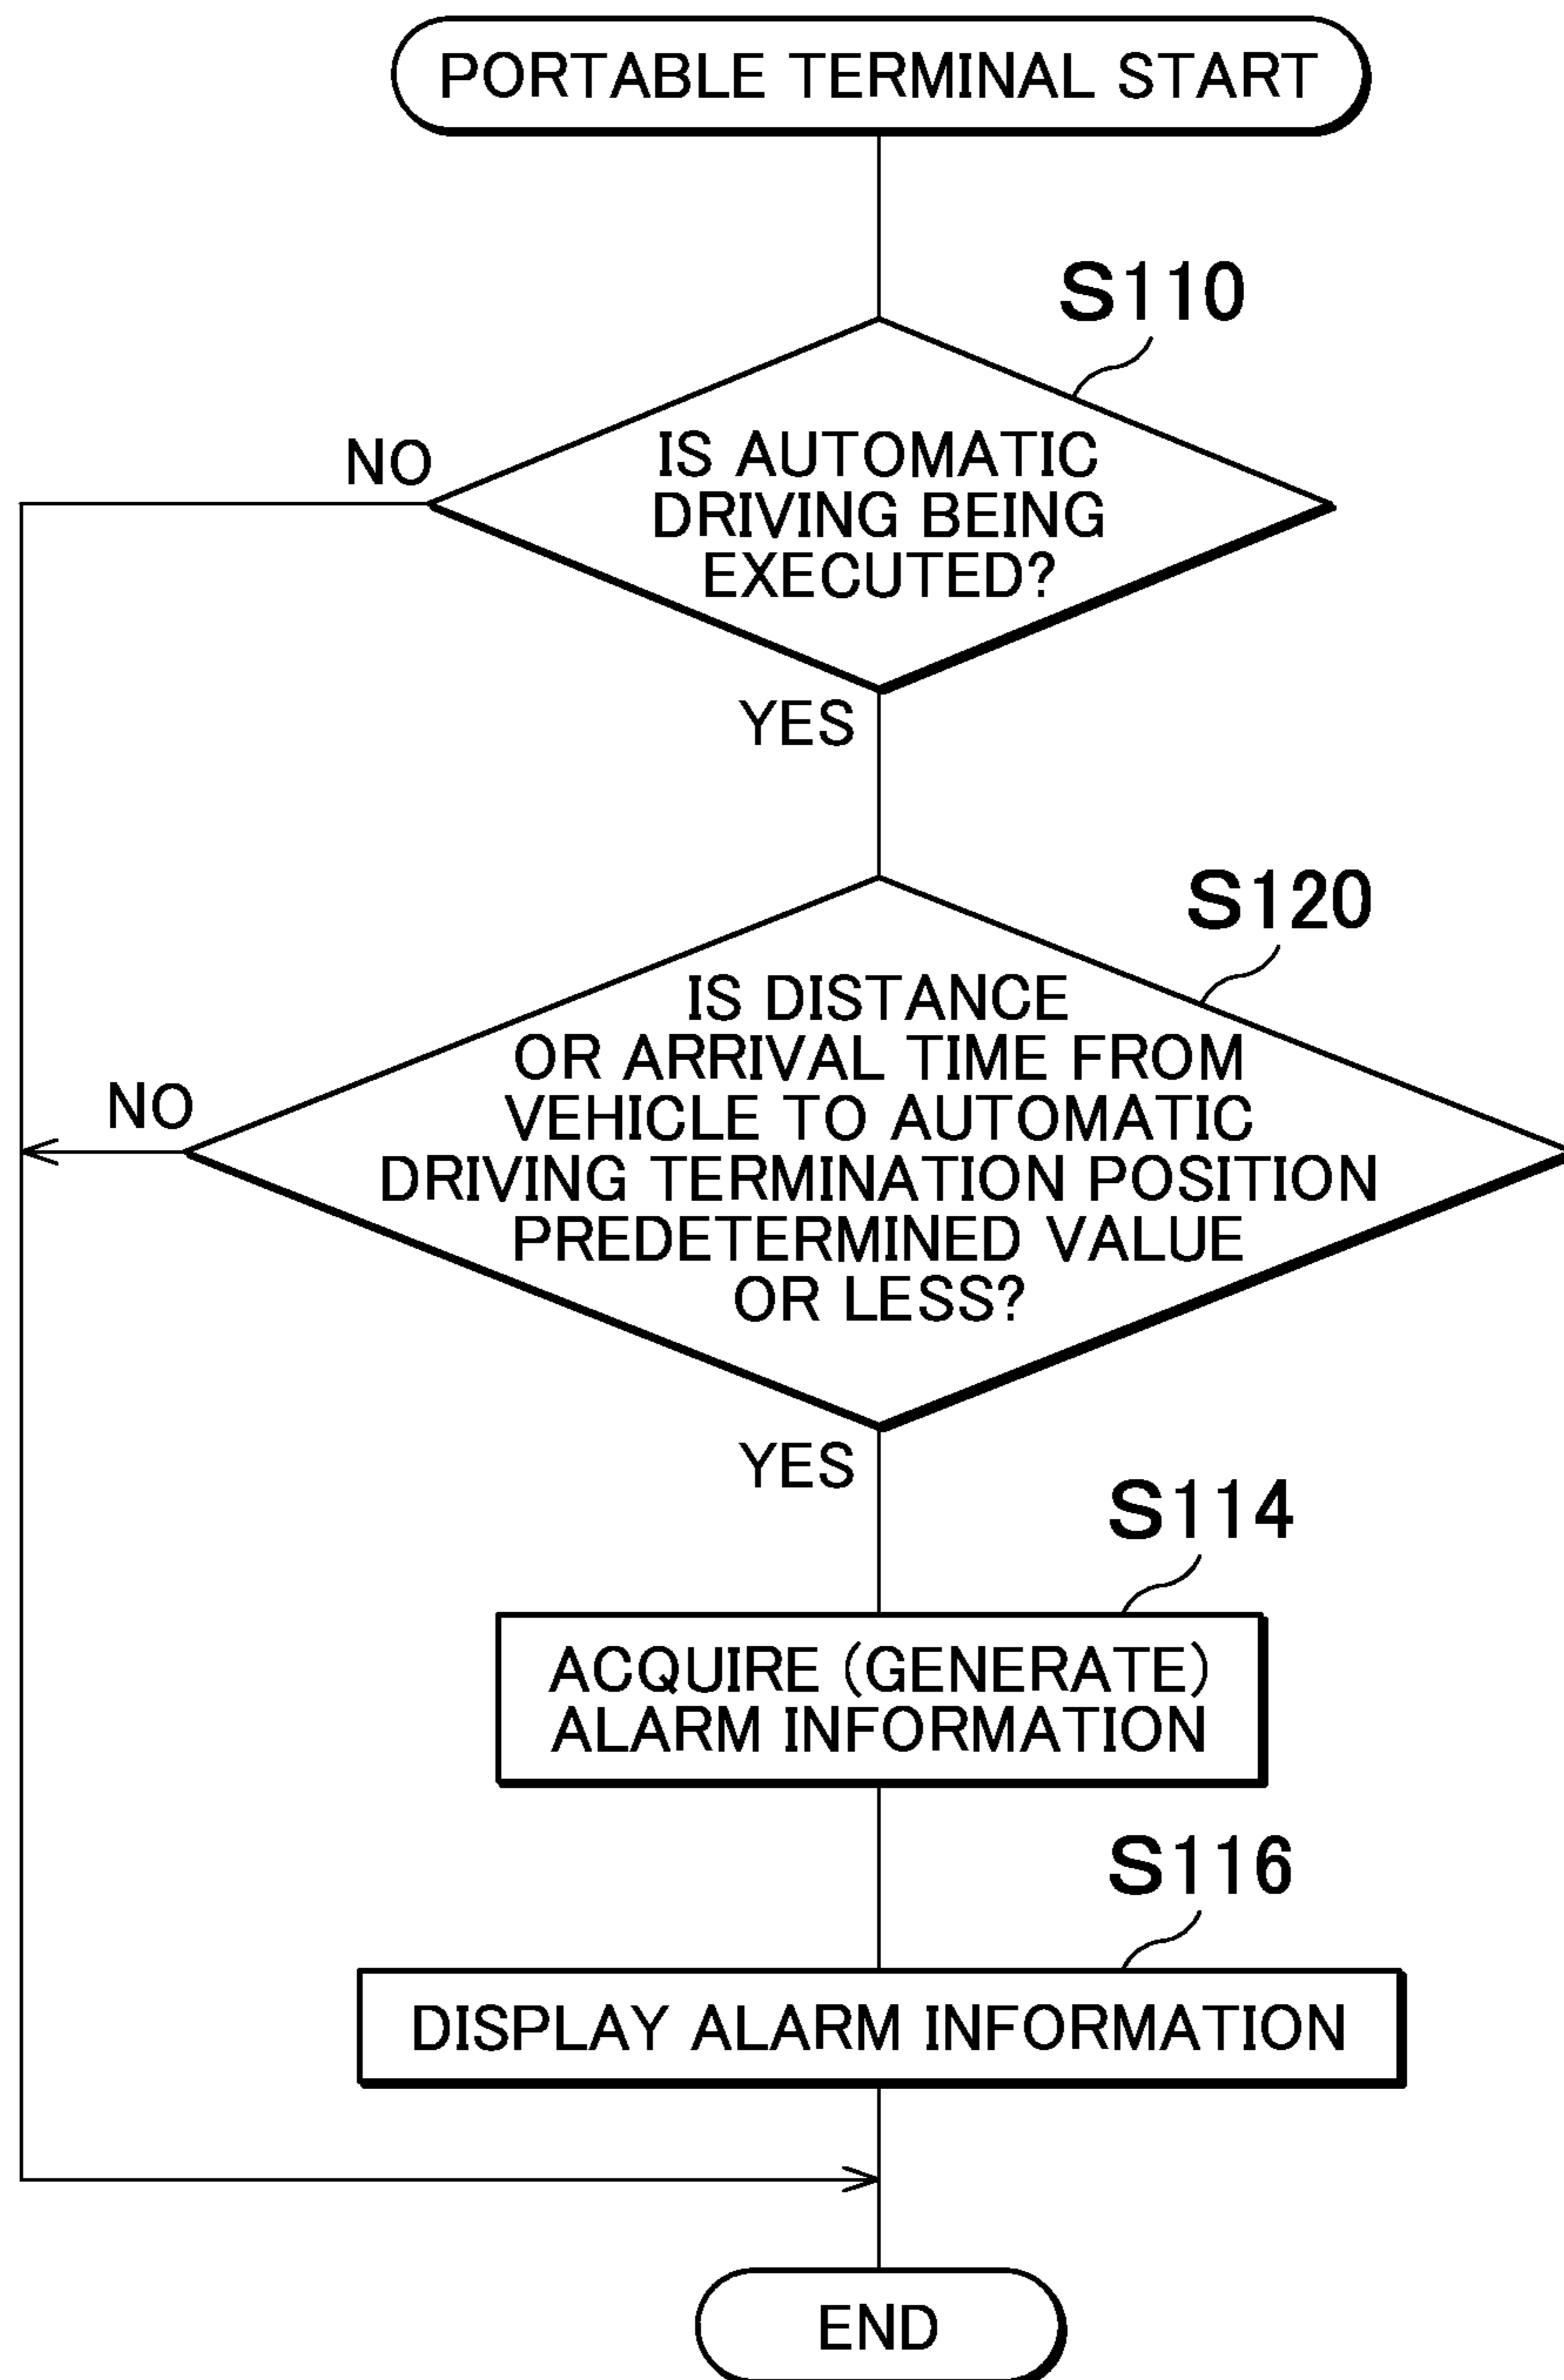 PORTABLE TERMINAL START
S110
IS AUTOMATIC
DRIVING BEING
EXECUTED?
NO
YES
S120
IS DISTANCE
OR ARRIVAL TIME FROM
VEHICLE TO AUTOMATIC
DRIVING TERMINATION POSITION
PREDETERMINED VALUE
OR LESS?
NO
YES
S114
ACQUIRE (GENERATE)
ALARM INFORMATION
S116
DISPLAY ALARM INFORMATION
END